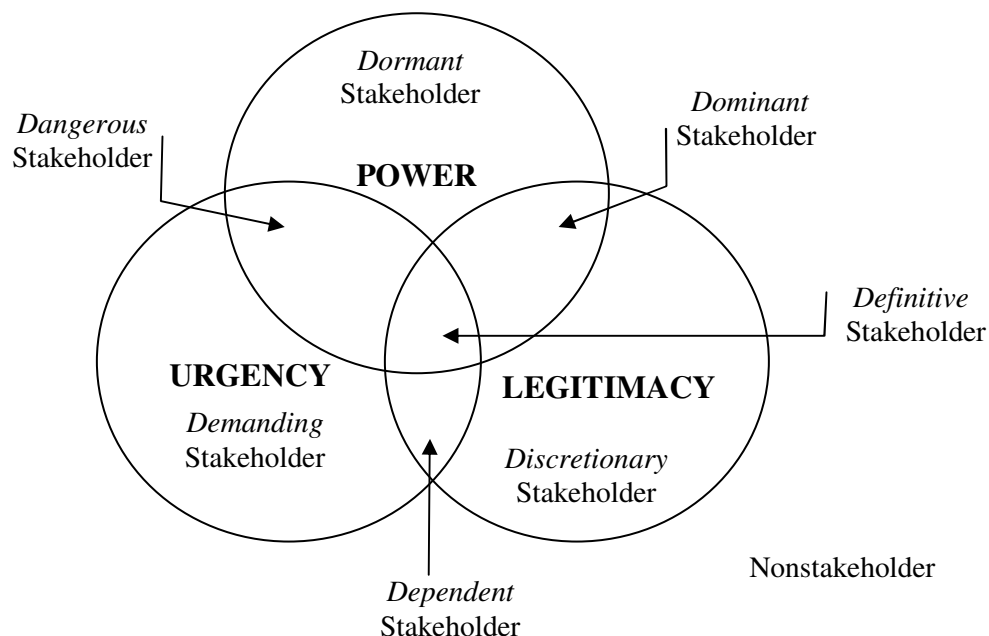 Dormant
Stakeholder
Dominant
Stakeholder
Dangerous
Stakeholder
POWER
Definitive
Stakeholder
URGENCY
LEGITIMACY
Demanding
Stakeholder
Discretionary
Stakeholder
Nonstakeholder
Dependent
Stakeholder